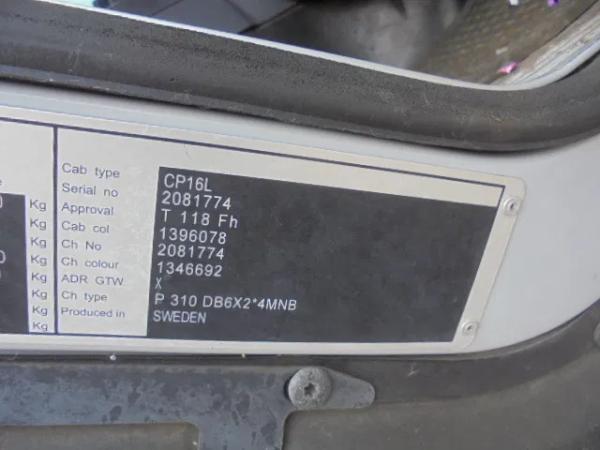 Cab type CP16L
Serial no 2081774
Approval T 118 Fh
Cab col 1396078
Ch No 2081774
Ch colour 1346692
ADR GTW X
Ch type P 310 DB6X2*4MNB
Produced in SWEDEN
Kg
Kg
Kg
Kg
Kg
Kg
Kg
Kg